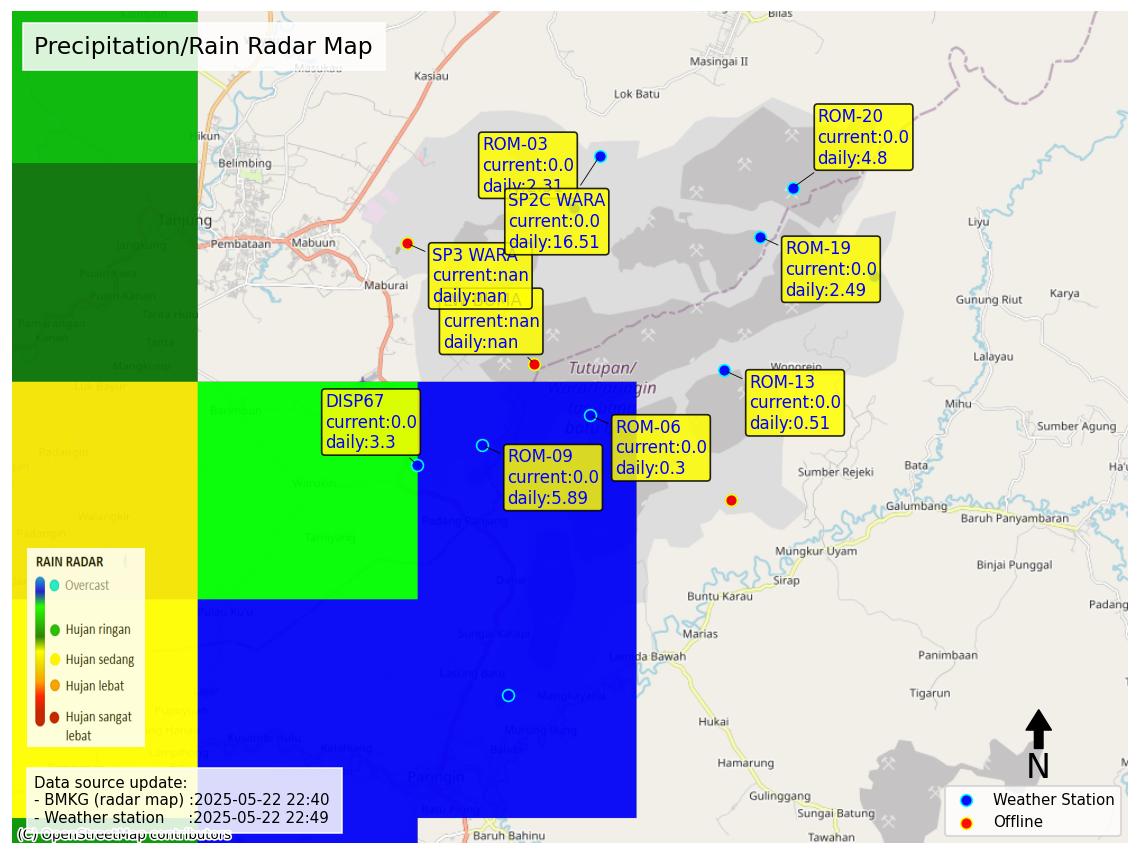 Precipitation/Rain Radar Map
Bilas
Masingai II
Kasiau
Lok Batu
Belimbing
Tanjung
Pembataan
Mabuun
Maburai
ROM-03
current:0.0
daily:2.31
SP2C WARA
current:0.0
daily:16.51
ROM-20
current:0.0
daily:4.8
ROM-19
current:0.0
daily:2.49
SP3 WARA
current:nan
daily:nan
current:nan
daily:nan
Liyu
Gunung Riut
Karya
Lalayau
Mihu
Sumber Agung
Wonorejo
Tutupan/
ROM-13
current:0.0
daily:0.51
DISP67
current:0.0
daily:3.3
ROM-06
current:0.0
daily:0.3
ROM-09
current:0.0
daily:5.89
Sumber Rejeki
Bata
Galumbang
Baruh Panyambaran
Mungkur Uyam
Binjai Punggal
Sirap
Buntu Karau
Padang
Marias
Panimbaan
Tigarun
Hukai
Hamarung
Gulinggang
Sungai Batung
Tawahan
Baruh Bahinu
Paringin
RAIN RADAR
Overcast
Hujan ringan
Hujan sedang
Hujan lebat
Hujan sangat
lebat
Data source update:
- BMKG (radar map) :2025-05-22 22:40
- Weather station :2025-05-22 22:49
(C) OpenStreetMap contributors
N
Weather Station
Offline